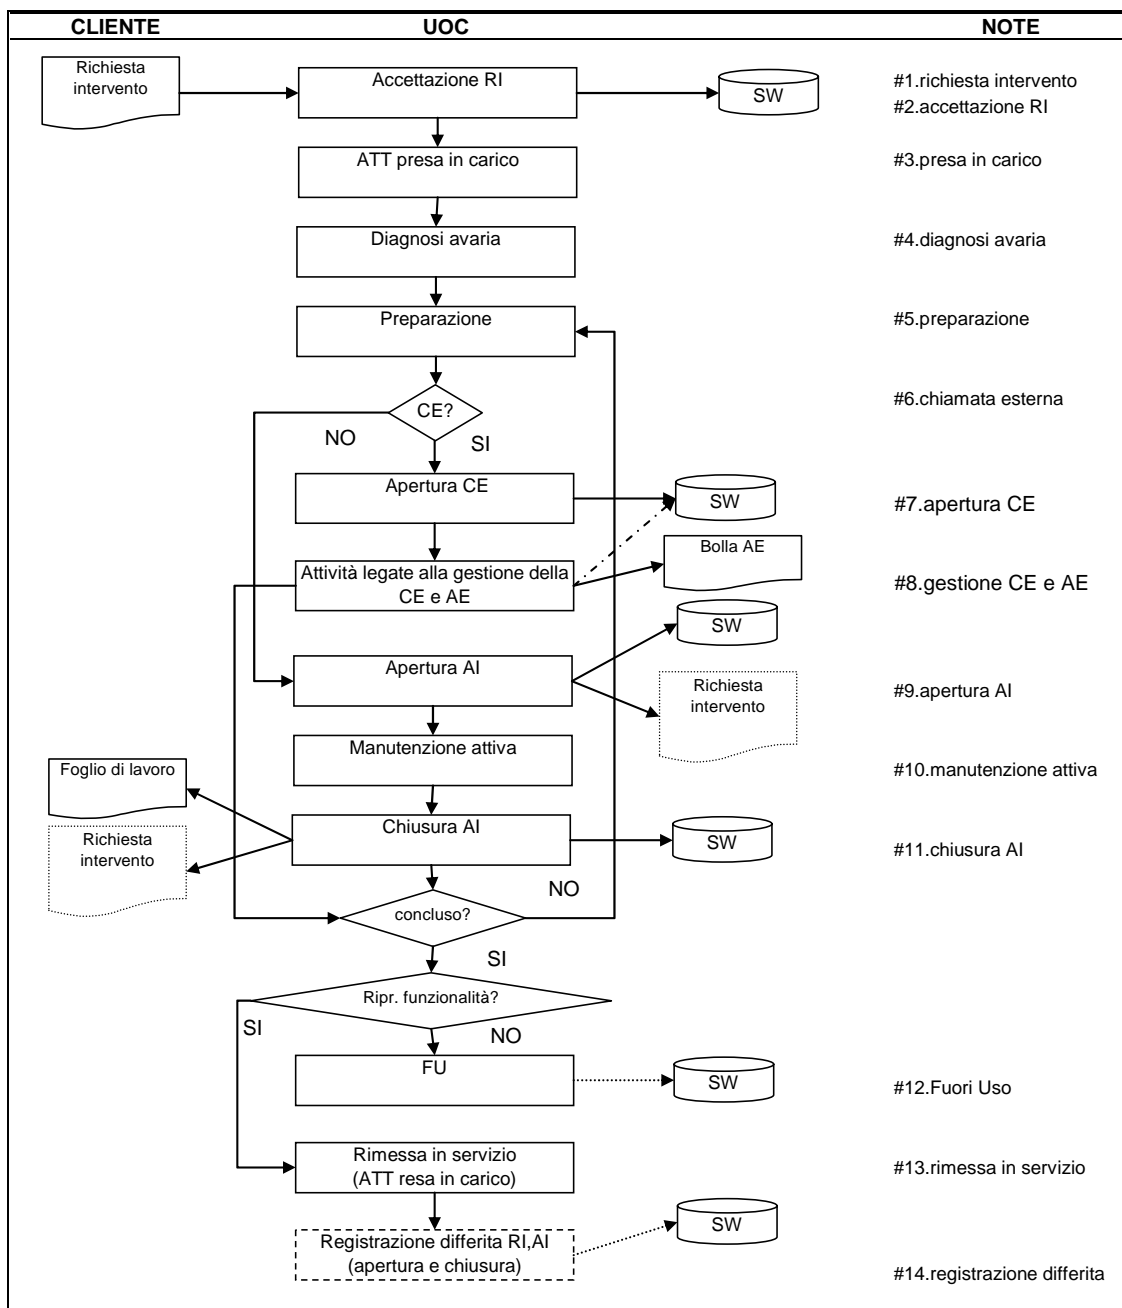 CLIENTE
UOC
NOTE
Richiesta
intervento
Accettazione RI
SW
#1.richiesta intervento
#2.accettazione RI
ATT presa in carico
#3.presa in carico
Diagnosi avaria
#4.diagnosi avaria
Preparazione
#5.preparazione
CE?
#6.chiamata esterna
NO
SI
Apertura CE
SW
#7.apertura CE
Attività legate alla gestione della
CE e AE
Bolla AE
#8.gestione CE e AE
SW
Apertura AI
Richiesta
intervento
#9.apertura AI
Manutenzione attiva
#10.manutenzione attiva
Foglio di lavoro
Richiesta
intervento
Chiusura AI
SW
#11.chiusura AI
NO
concluso?
SI
Ripr. funzionalità?
SI
NO
FU
SW
#12.Fuori Uso
Rimessa in servizio
(ATT resa in carico)
#13.rimessa in servizio
SW
Registrazione differita RI,AI
(apertura e chiusura)
#14.registrazione differita